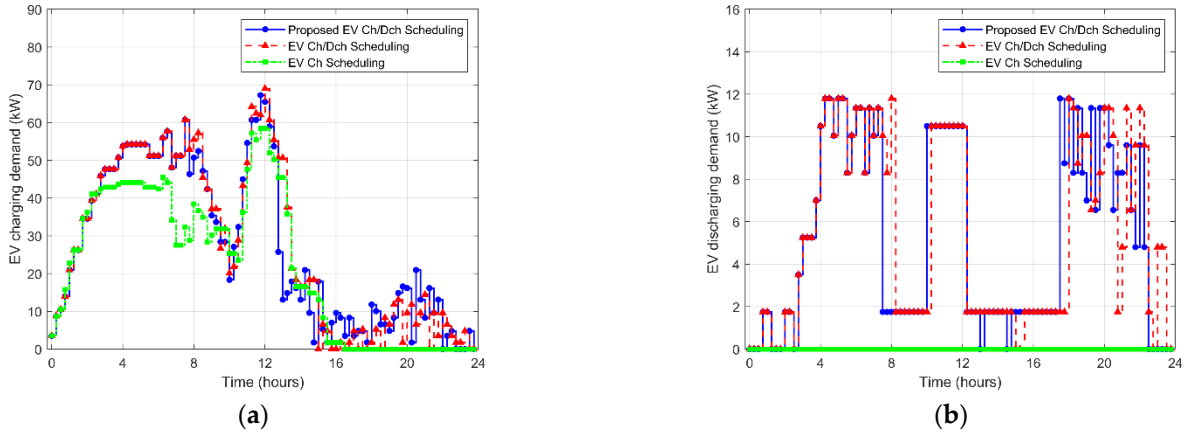 90
80
70
60
50
40
30
20
10
0
EV charging demand (kW)
Proposed EV Ch/Dch Scheduling
EV Ch/Dch Scheduling
EV Ch Scheduling
0 4 8 12 16 20 24
Time (hours)
(a)
16
14
12
10
8
6
4
2
0
EV discharging demand (kW)
Proposed EV Ch/Dch Scheduling
EV Ch/Dch Scheduling
EV Ch Scheduling
0 4 8 12 16 20 24
Time (hours)
(b)